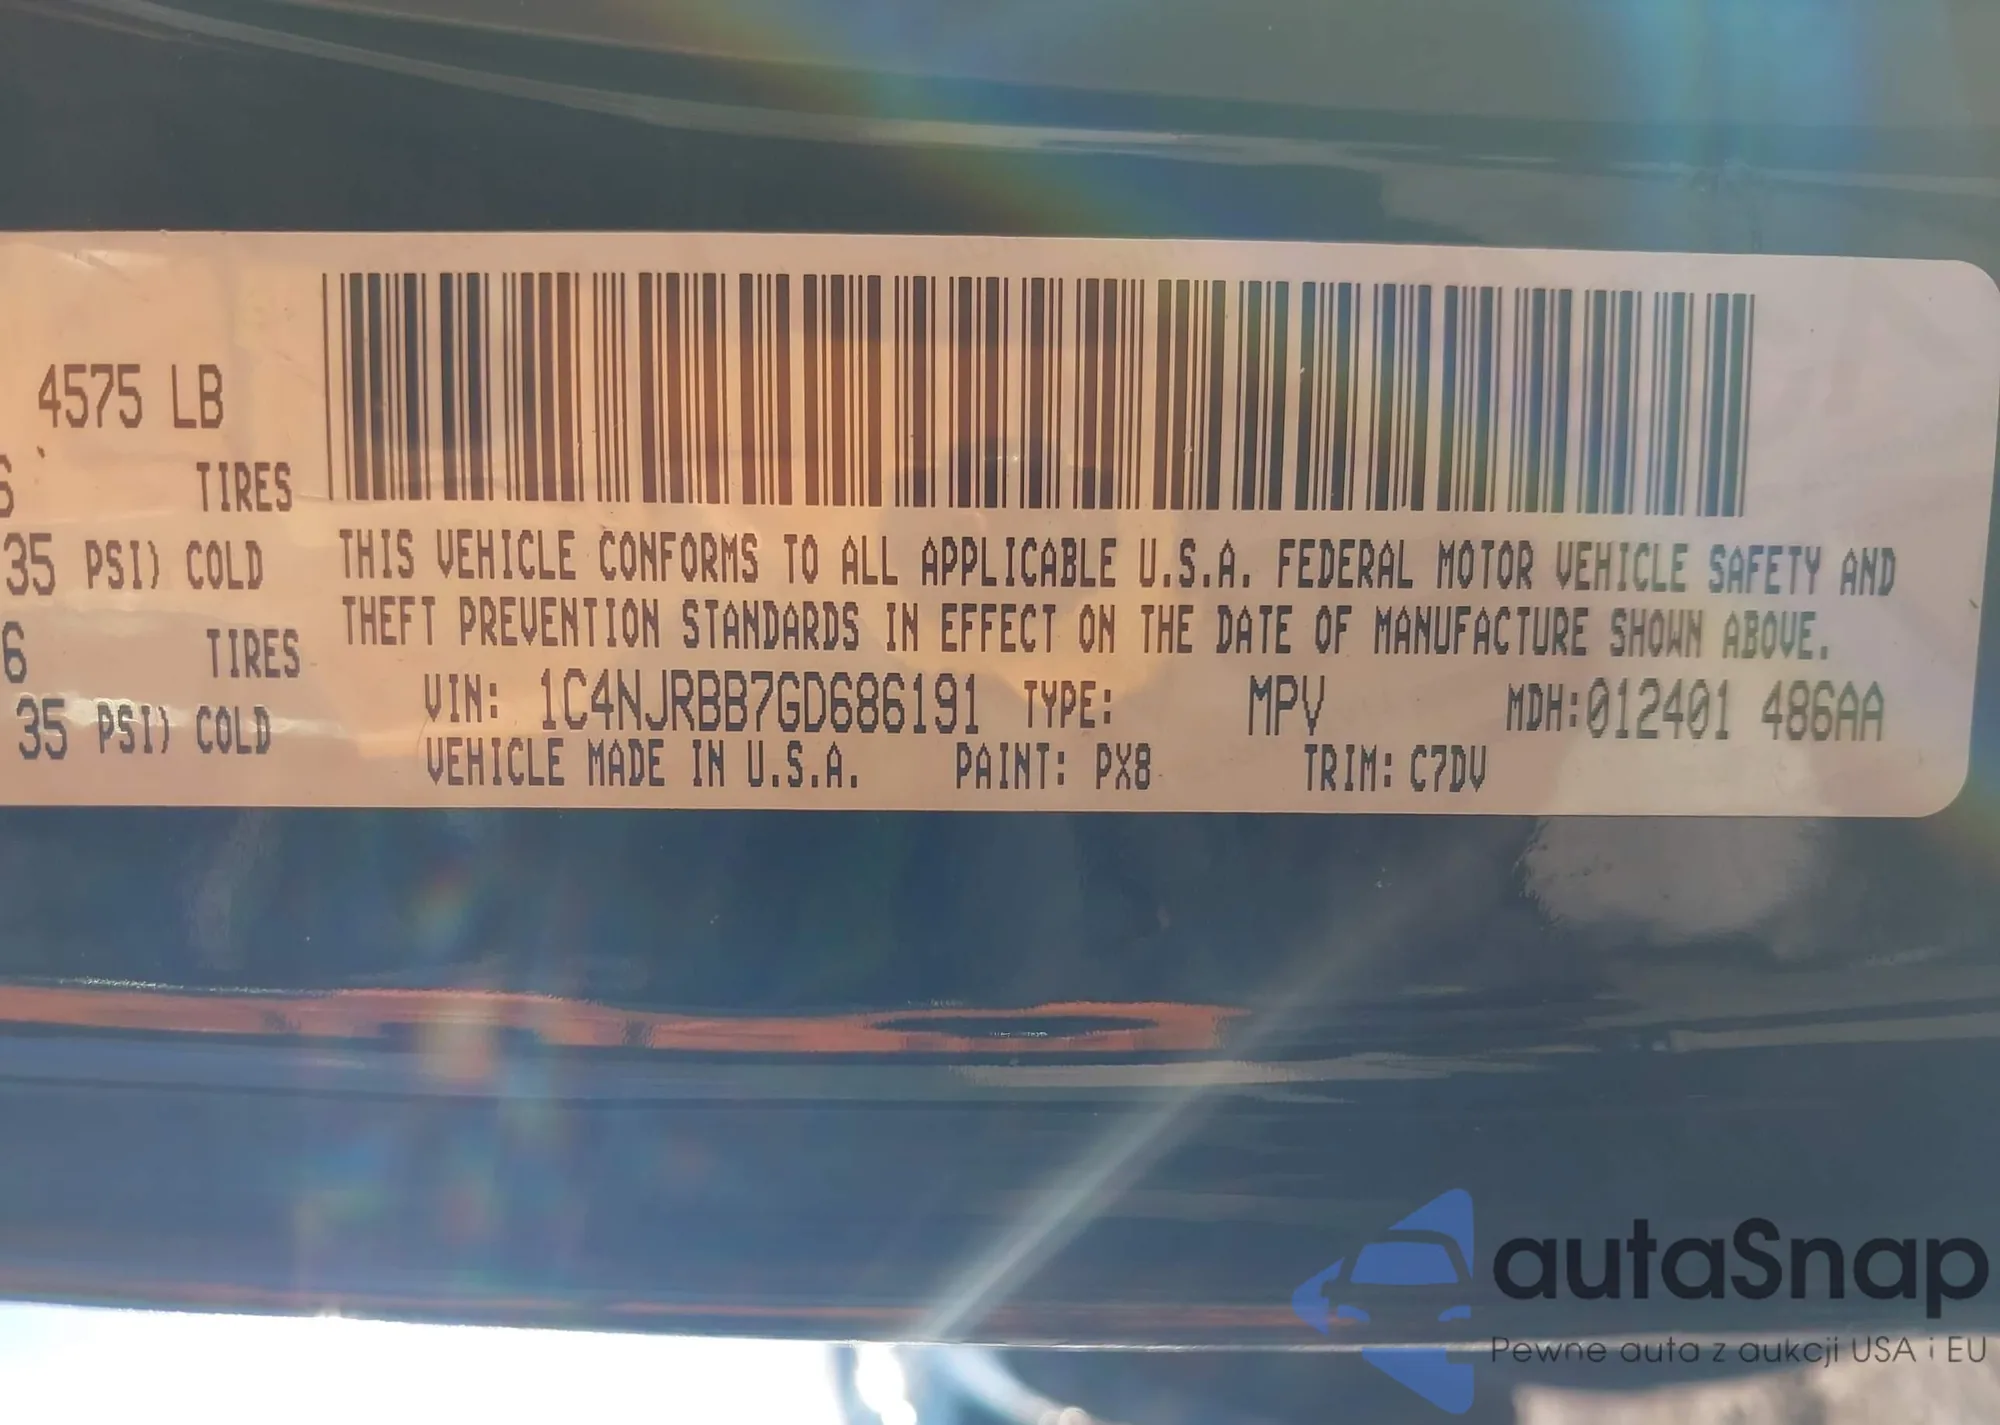 4575 LB
6 TIRES
35 PSI) COLD
6 TIRES
35 PSI) COLD
THIS VEHICLE CONFORMS TO ALL APPLICABLE U.S.A. FEDERAL MOTOR VEHICLE SAFETY AND
THEFT PREVENTION STANDARDS IN EFFECT ON THE DATE OF MANUFACTURE SHOWN ABOVE.
VIN: 1C4NJRBB7GD686191 TYPE: MPV MDH:012401 486AA
VEHICLE MADE IN U.S.A. PAINT: PX8 TRIM: C7DV
autaSnap
Pewne auta z aukcji USA i EU